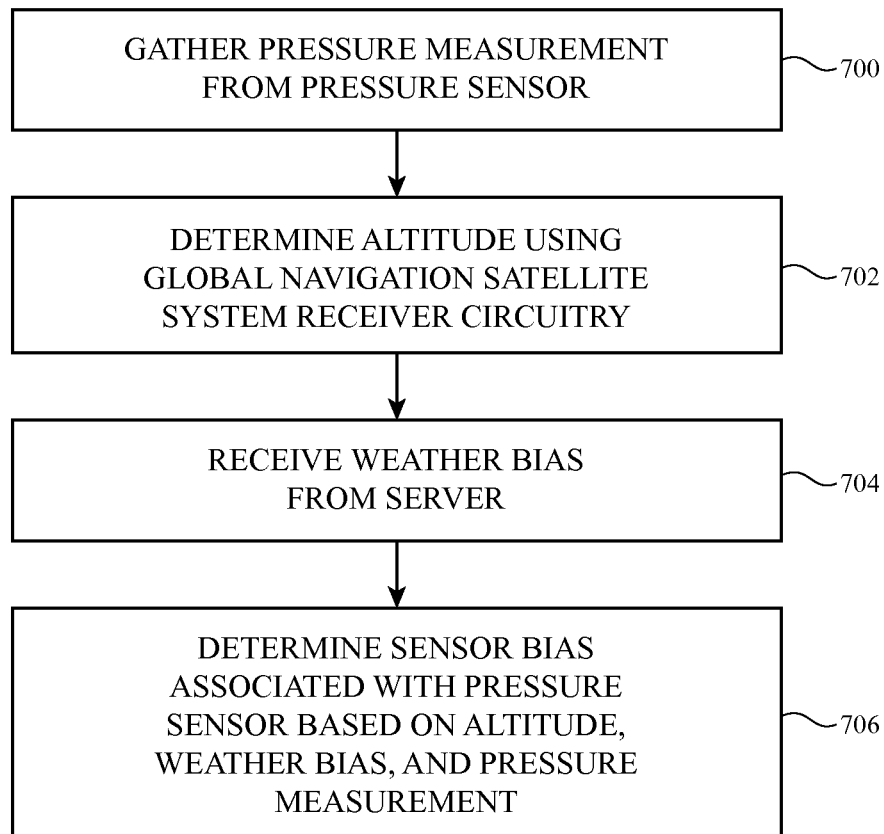 GATHER PRESSURE MEASUREMENT
FROM PRESSURE SENSOR
700
DETERMINE ALTITUDE USING
GLOBAL NAVIGATION SATELLITE
SYSTEM RECEIVER CIRCUITRY
702
RECEIVE WEATHER BIAS
FROM SERVER
704
DETERMINE SENSOR BIAS
ASSOCIATED WITH PRESSURE
SENSOR BASED ON ALTITUDE,
WEATHER BIAS, AND PRESSURE
MEASUREMENT
706